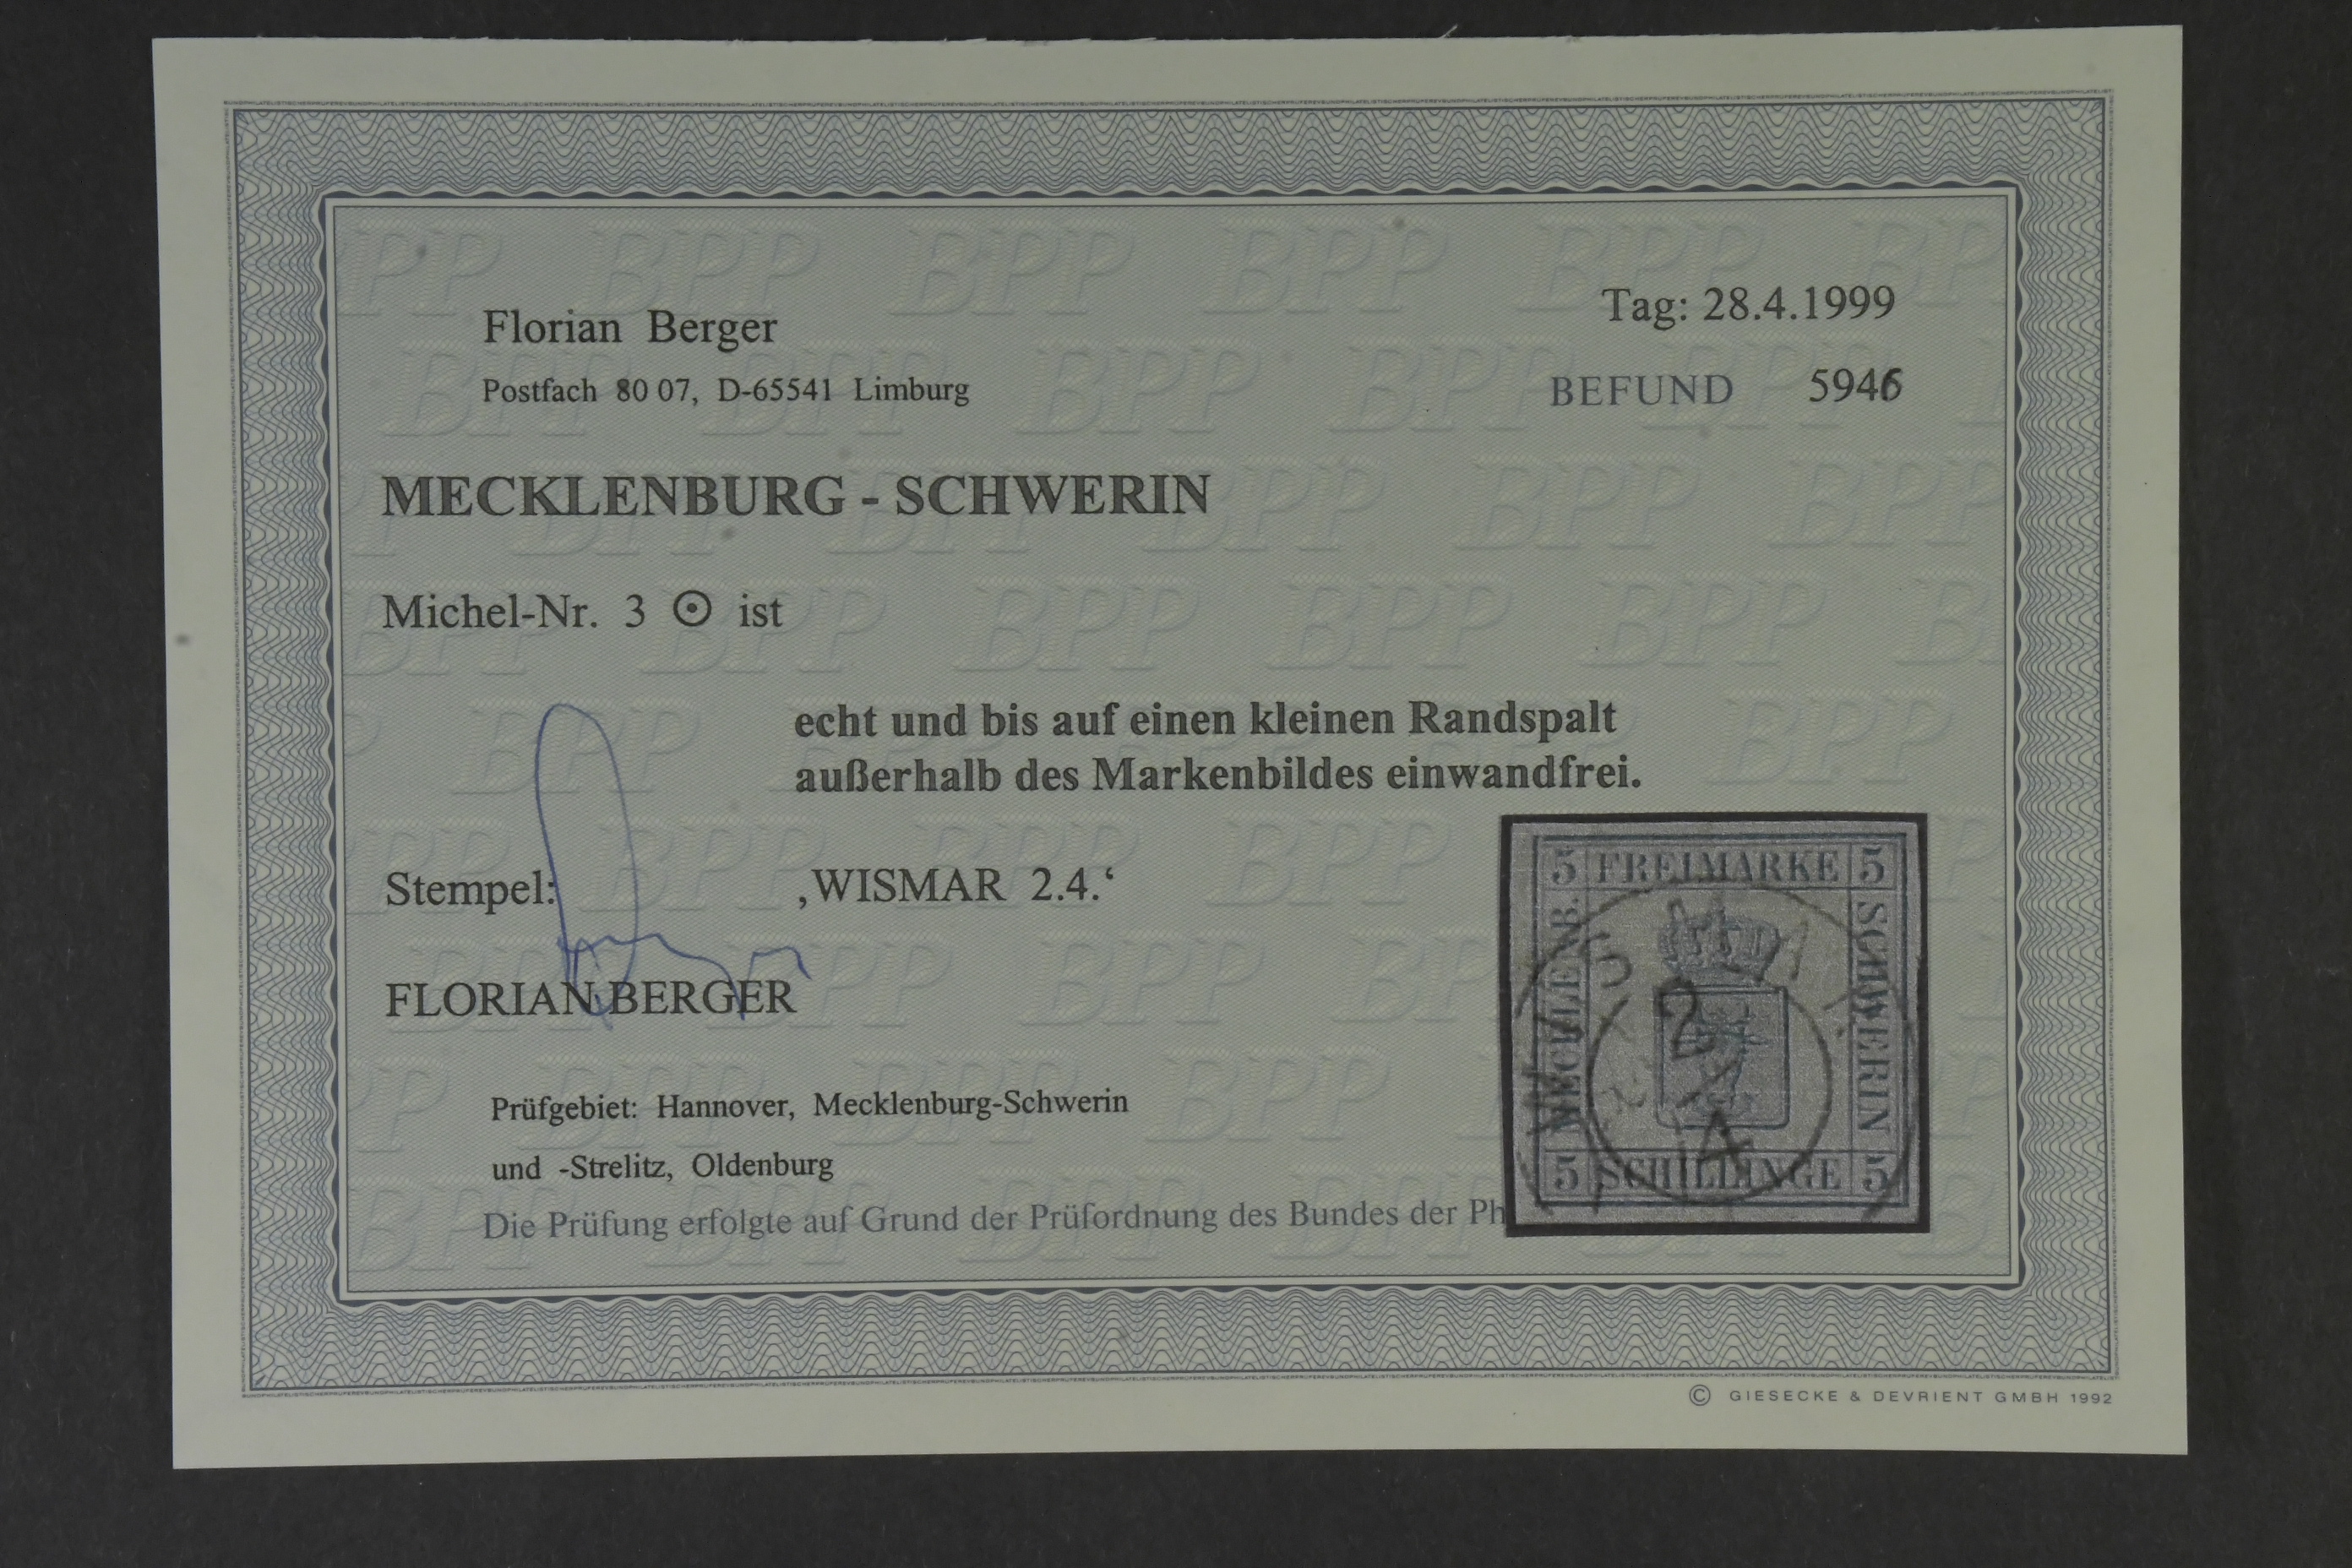 Florian Berger
Postfach 80 07, D-65541 Limburg
Tag: 28.4.1999
BEFUND 5946
MECKLENBURG - SCHWERIN
Michel-Nr. 3 ⊙ ist
echt und bis auf einen kleinen Randspalt
außerhalb des Markenbildes einwandfrei.
Stempel: ‚WISMAR 2.4.‘
FLORIAN BERGER
Prüfgebiet: Hannover, Mecklenburg-Schwerin
und -Strelitz, Oldenburg
Die Prüfung erfolgte auf Grund der Prüfordnung des Bundes der Ph
5 FREIMARKE 5
MECKLENB.
SCHWERIN
2
4
5 SCHILLINGE 5
© GIESECKE & DEVRIENT GMBH 1992
BPP